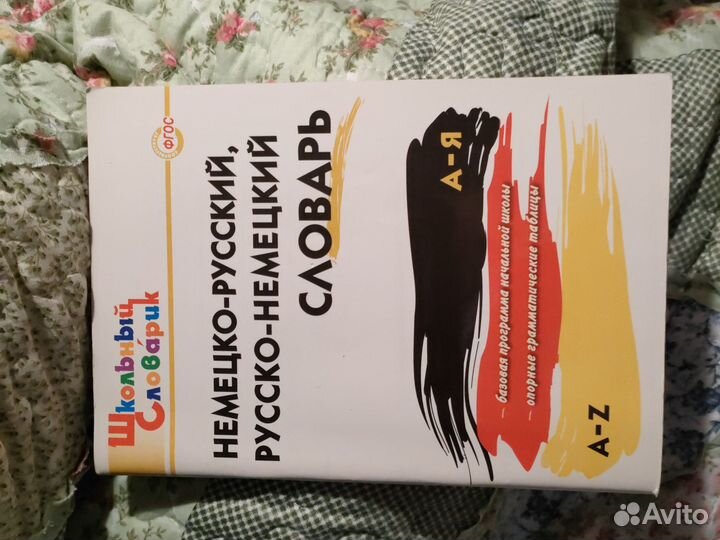 Школьный
Словарик
ФГОС
НЕМЕЦКО-РУССКИЙ,
РУССКО-НЕМЕЦКИЙ
СЛОВАРЬ
А-Я
базовая программа начальной школы
опорные грамматические таблицы
A-Z
Avito